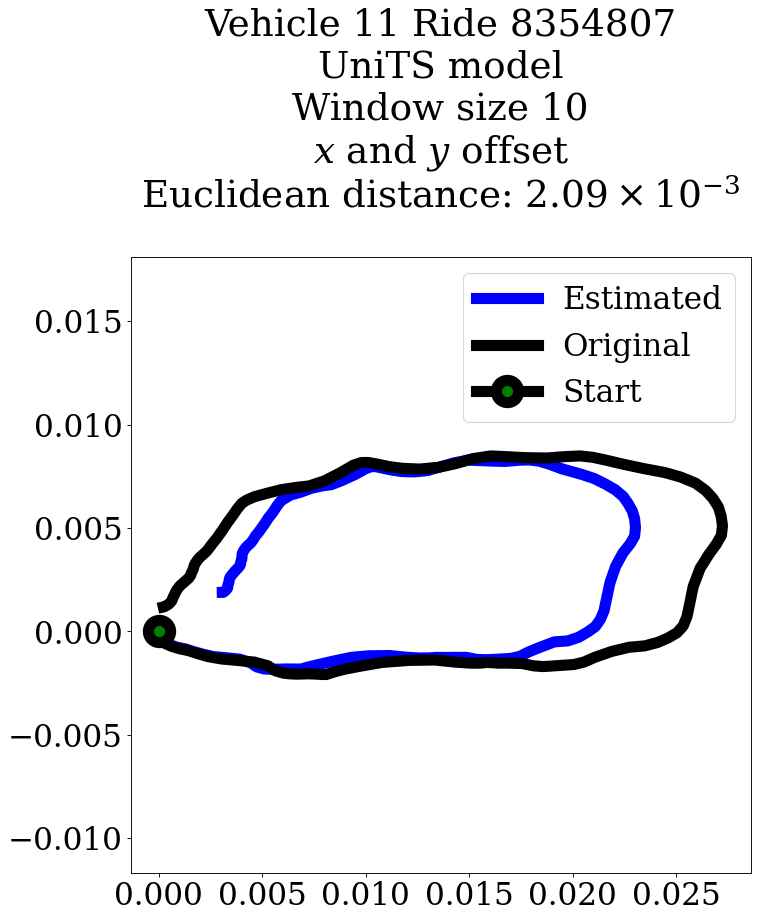 Vehicle 11 Ride 8354807
UniTS model
Window size 10
x and y offset
Euclidean distance: 2.09 × 10⁻³
Estimated
Original
Start
0.015
0.010
0.005
0.000
−0.005
−0.010
0.000 0.005 0.010 0.015 0.020 0.025